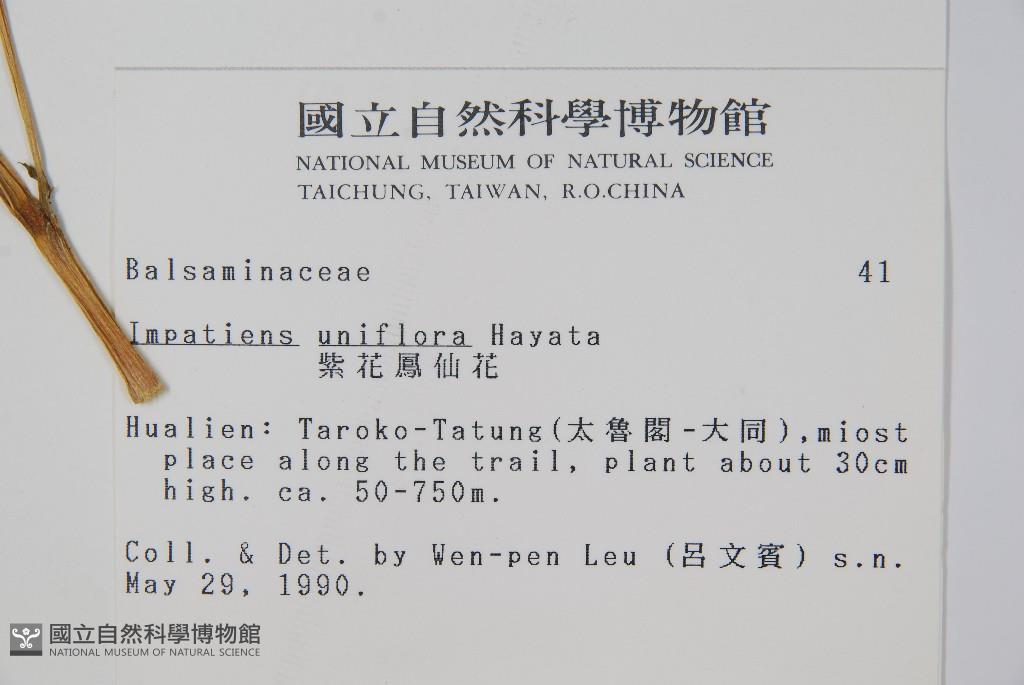 國立自然科學博物館
NATIONAL MUSEUM OF NATURAL SCIENCE
TAICHUNG, TAIWAN, R.O.CHINA
Balsaminaceae 41
Impatiens uniflora Hayata
紫花鳳仙花
Hualien: Taroko-Tatung(太魯閣-大同),miost
place along the trail, plant about 30cm
high. ca. 50-750m.
Coll. & Det. by Wen-pen Leu (呂文賓) s.n.
May 29, 1990.
國立自然科學博物館
NATIONAL MUSEUM OF NATURAL SCIENCE